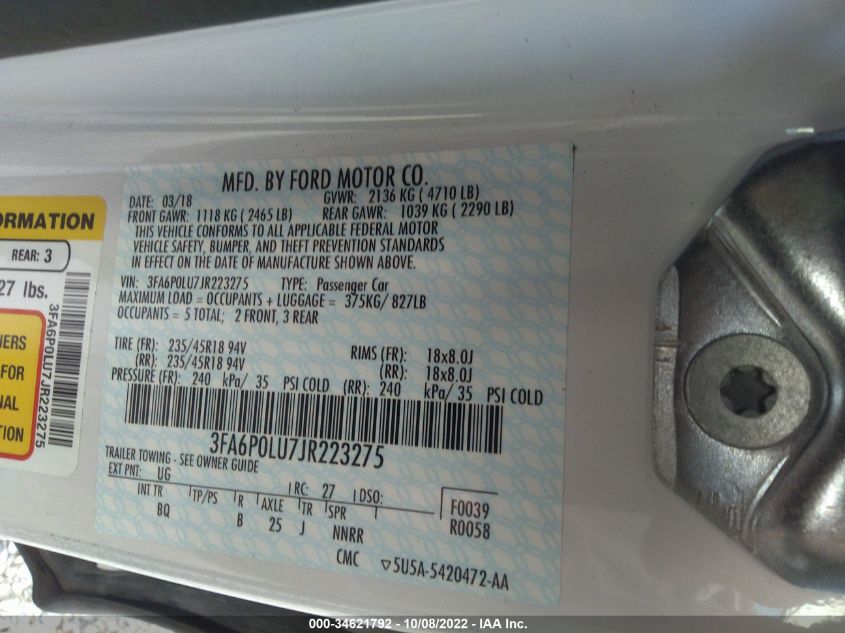 MFD. BY FORD MOTOR CO.
DATE: 03/18 GVWR: 2136 KG ( 4710 LB)
FRONT GAWR: 1118 KG ( 2465 LB) REAR GAWR: 1039 KG ( 2290 LB)
THIS VEHICLE CONFORMS TO ALL APPLICABLE FEDERAL MOTOR
VEHICLE SAFETY, BUMPER, AND THEFT PREVENTION STANDARDS
IN EFFECT ON THE DATE OF MANUFACTURE SHOWN ABOVE.
VIN: 3FA6P0LU7JR223275 TYPE: Passenger Car
MAXIMUM LOAD = OCCUPANTS + LUGGAGE = 375KG/ 827LB
OCCUPANTS = 5 TOTAL; 2 FRONT, 3 REAR
TIRE (FR): 235/45R18 94V RIMS (FR): 18x8.0J
(RR): 235/45R18 94V (RR): 18x8.0J
PRESSURE (FR): 240 kPa/ 35 PSI COLD (RR): 240 kPa/ 35 PSI COLD
3FA6P0LU7JR223275
TRAILER TOWING - SEE OWNER GUIDE
EXT PNT: UG RC: 27 DSO: F0039
INT TR TP/PS R AXLE TR SPR R0058
BQ B 25 J NNRR
CMC ▽5U5A-5420472-AA
ORMATION
REAR: 3
27 lbs.
NERS
FOR
NAL
TION
3FA6P0LU7JR223275
000-34621792 - 10/08/2022 - IAA Inc.